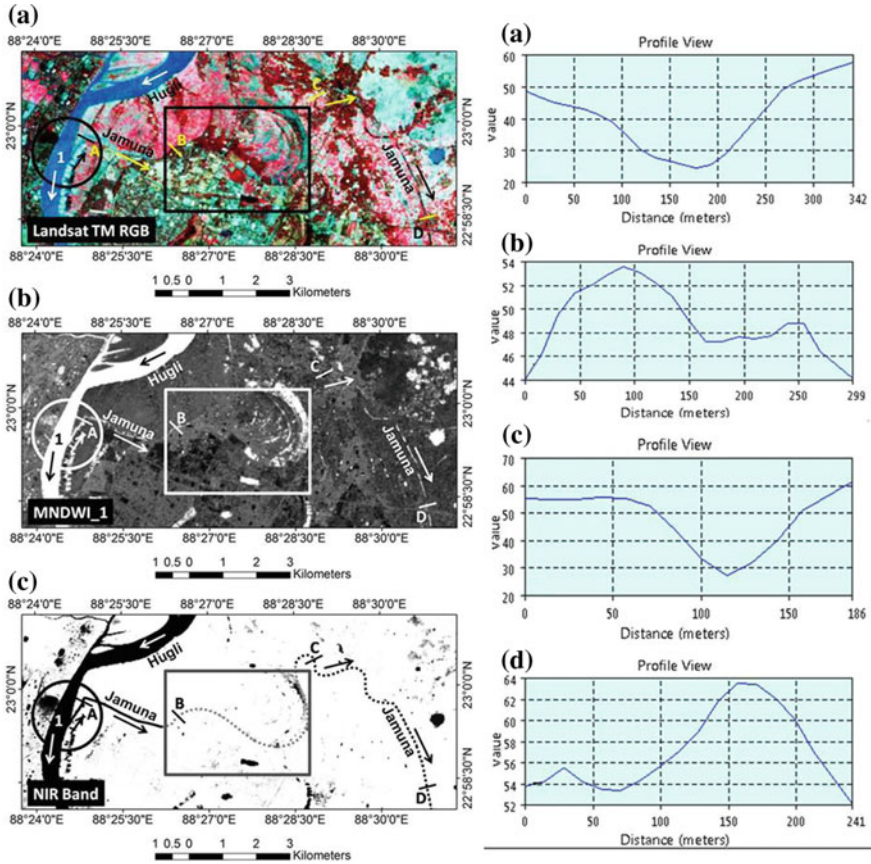 (a)
88°24'0"E 88°25'30"E 88°27'0"E 88°28'30"E 88°30'0"E
23°0'0"N
Hugli
C
Jamuna
1
A
B
Jamuna
D
23°0'0"N
22°58'30"N
Landsat TM RGB
88°24'0"E 88°25'30"E 88°27'0"E 88°28'30"E 88°30'0"E
1 0.5 0 1 2 3
Kilometers
(b)
88°24'0"E 88°25'30"E 88°27'0"E 88°28'30"E 88°30'0"E
23°0'0"N
Hugli
C
Jamuna
1
A
B
Jamuna
D
23°0'0"N
22°58'30"N
MNDWI_1
88°24'0"E 88°25'30"E 88°27'0"E 88°28'30"E 88°30'0"E
1 0.5 0 1 2 3
Kilometers
(c)
88°24'0"E 88°25'30"E 88°27'0"E 88°28'30"E 88°30'0"E
23°0'0"N
Hugli
C
Jamuna
1
A
B
Jamuna
D
23°0'0"N
22°58'30"N
NIR Band
88°24'0"E 88°25'30"E 88°27'0"E 88°28'30"E 88°30'0"E
1 0.5 0 1 2 3
Kilometers
(a)
Profile View
60
50
40
30
20
Value
0 50 100 150 200 250 300 342
Distance (meters)
(b)
Profile View
54
52
50
48
46
44
Value
0 50 100 150 200 250 299
Distance (meters)
(c)
Profile View
70
60
50
40
30
20
Value
0 50 100 150 186
Distance (meters)
(d)
Profile View
64
62
60
58
56
54
52
Value
0 50 100 150 200 241
Distance (meters)